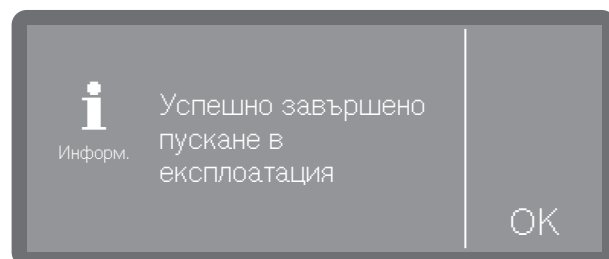 i
Информ.
Успешно завършено
пускане в
експлоатация
OK